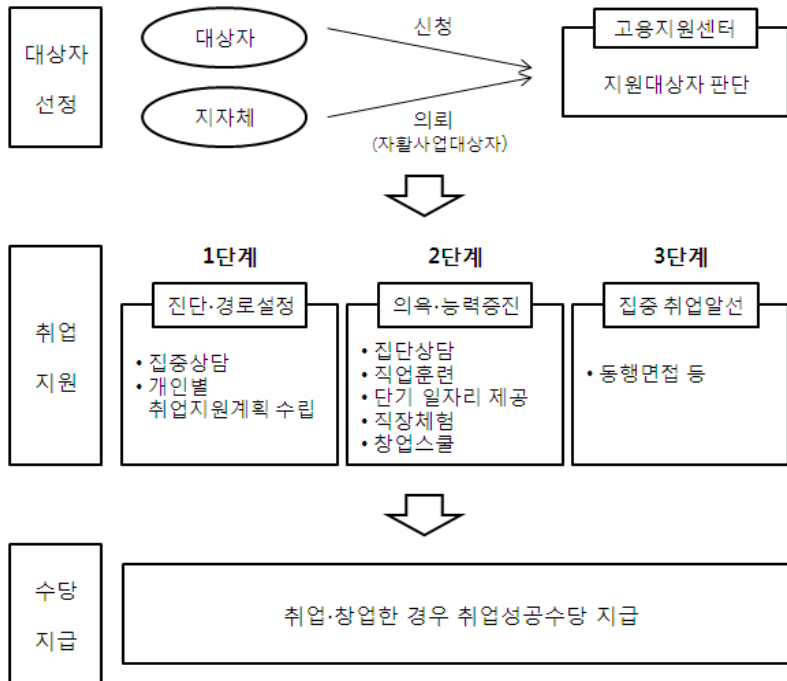 대상자
선정
대상자
신청
고용지원센터
지원대상자 판단
지자체
의뢰
(자활사업대상자)
취업
지원
1단계
진단·경로설정
• 집중상담
• 개인별
취업지원계획 수립
2단계
의욕·능력증진
• 집단상담
• 직업훈련
• 단기 일자리 제공
• 직장체험
• 창업스쿨
3단계
집중 취업알선
• 동행면접 등
수당
지급
취업·창업한 경우 취업성공수당 지급